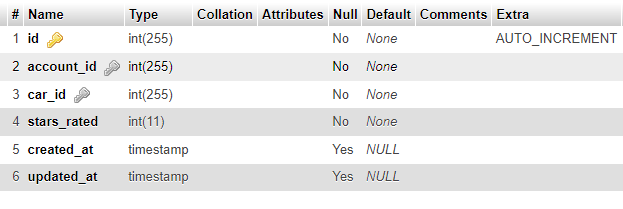 # Name Type Collation Attributes Null Default Comments Extra
1 id int(255) No None AUTO_INCREMENT
2 account_id int(255) No None
3 car_id int(255) No None
4 stars_rated int(11) No None
5 created_at timestamp Yes NULL
6 updated_at timestamp Yes NULL